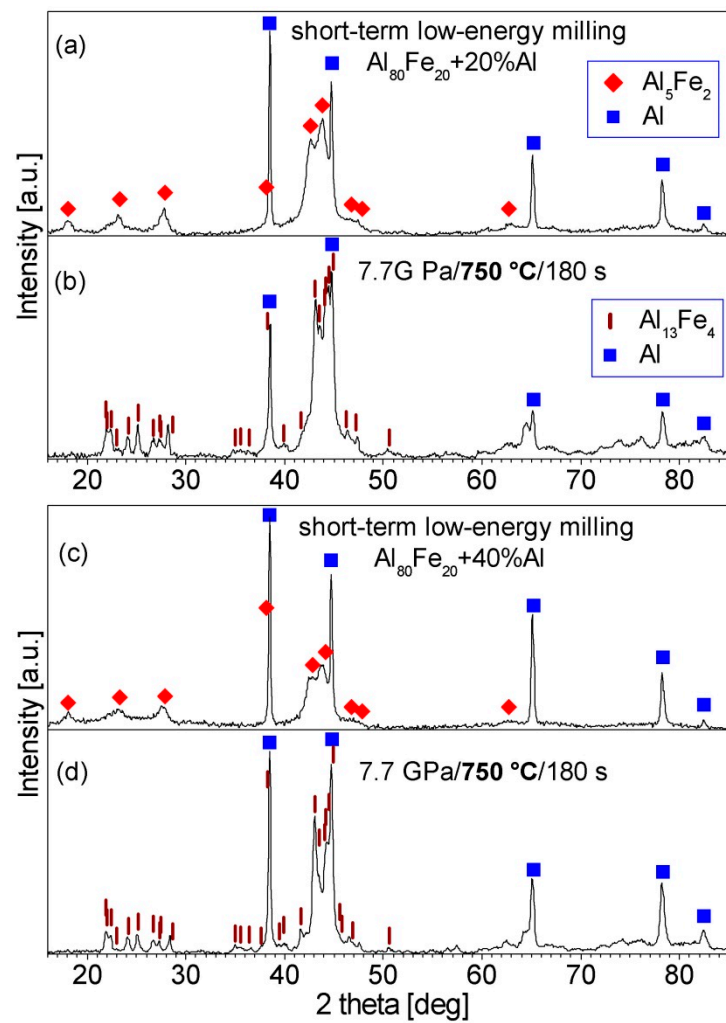 (a)
short-term low-energy milling
Al₈₀Fe₂₀+20%Al
Al₅Fe₂
Al
(b)
7.7G Pa/750 °C/180 s
Al₁₃Fe₄
Al
Intensity [a.u.]
20 30 40 50 60 70 80
(c)
short-term low-energy milling
Al₈₀Fe₂₀+40%Al
(d)
7.7 GPa/750 °C/180 s
Intensity [a.u.]
20 30 40 50 60 70 80
2 theta [deg]